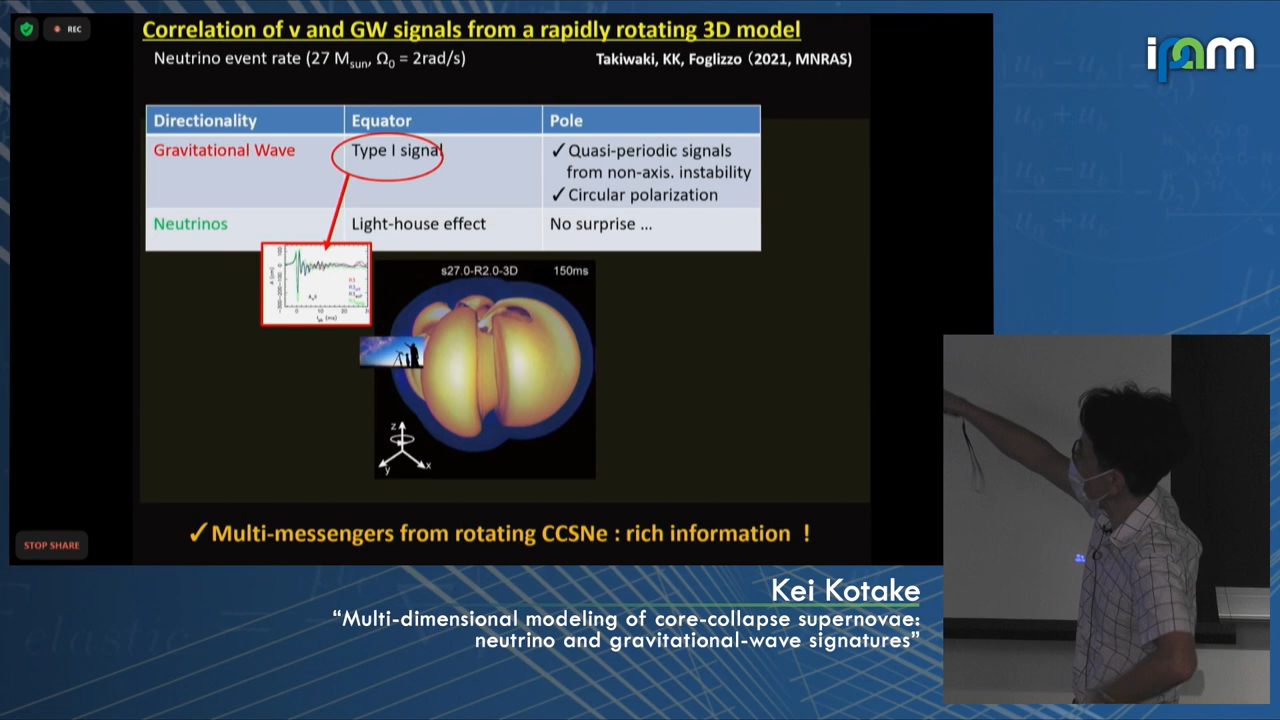 REC
Correlation of ν and GW signals from a rapidly rotating 3D model
Neutrino event rate (27 Msun, Ω0 = 2rad/s)
Takiwaki, KK, Foglizzo (2021, MNRAS)
ipam
Directionality Equator Pole
Gravitational Wave Type I signal ✓Quasi-periodic signals
from non-axis. instability
✓Circular polarization
Neutrinos Light-house effect No surprise ...
s27.0-R2.0-3D 150ms
z
y x
✓Multi-messengers from rotating CCSNe : rich information !
STOP SHARE
Kei Kotake
“Multi-dimensional modeling of core-collapse supernovae:
neutrino and gravitational-wave signatures”